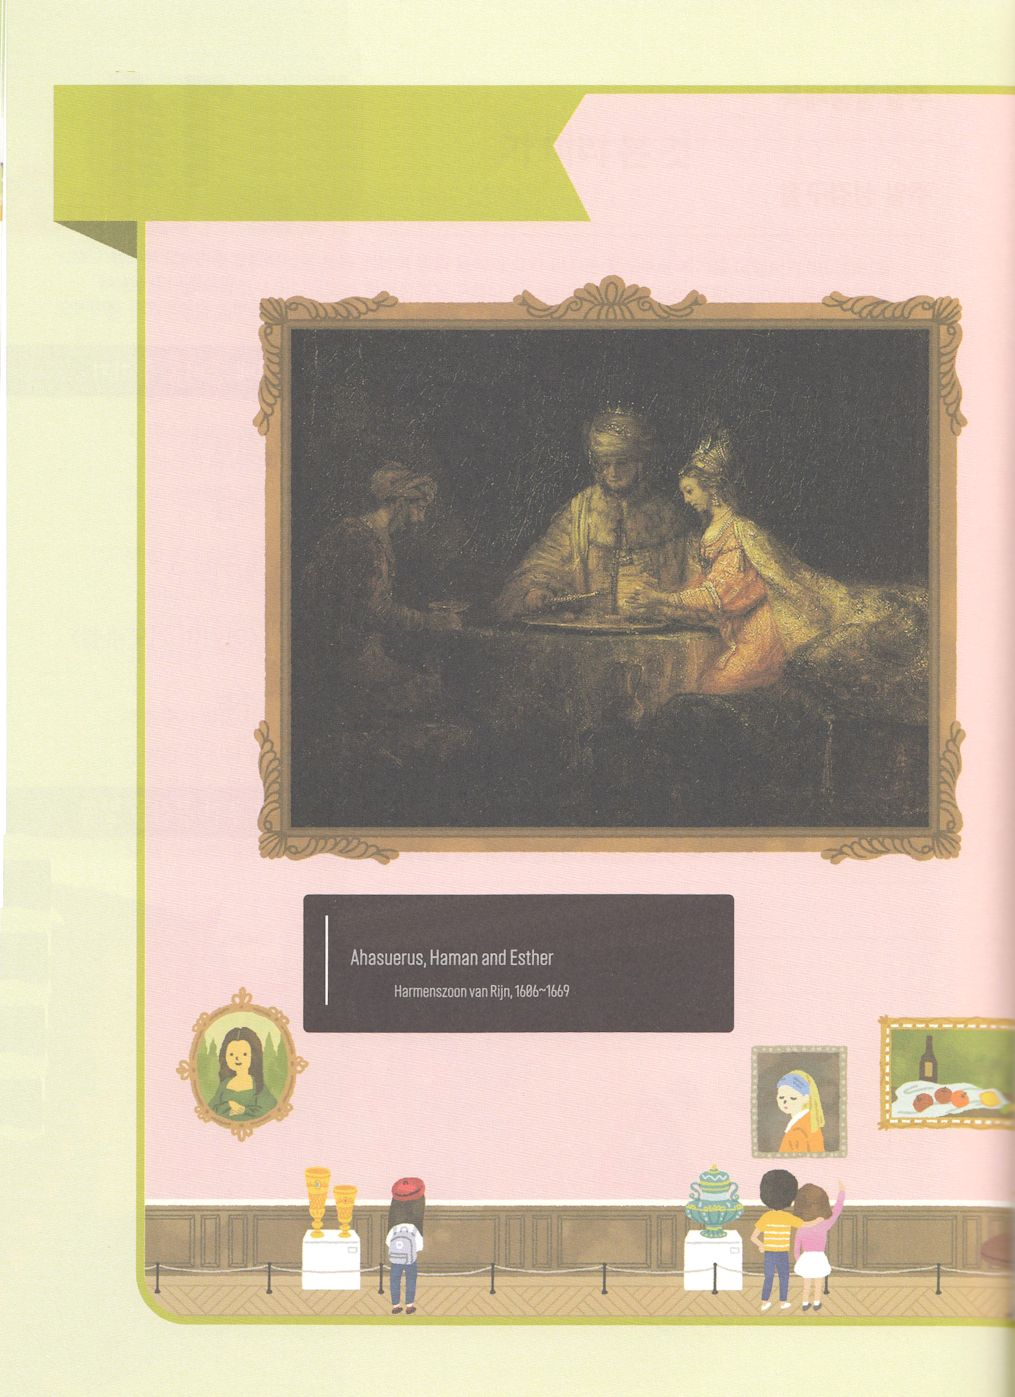 Ahasuerus, Haman and Esther
Harmenszoon van Rijn, 1606~1669